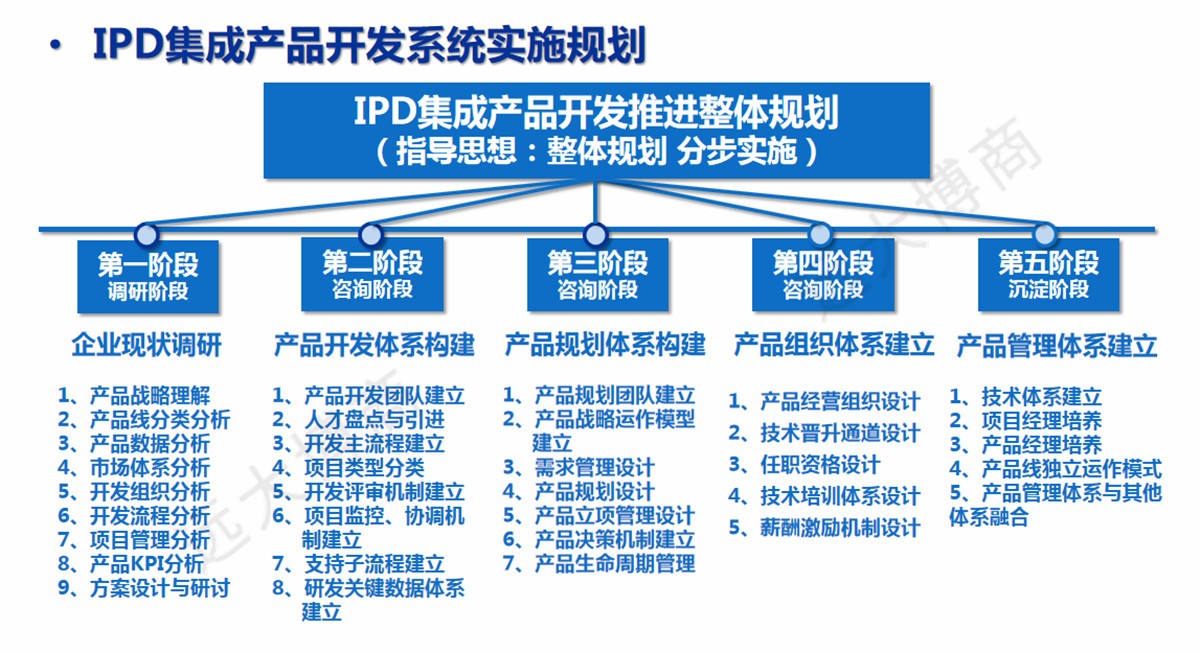 • IPD集成产品开发系统实施规划
IPD集成产品开发推进整体规划
（指导思想：整体规划 分步实施）
第一阶段
调研阶段
第二阶段
咨询阶段
第三阶段
咨询阶段
第四阶段
咨询阶段
第五阶段
沉淀阶段
企业现状调研
1、产品战略理解
2、产品线分类分析
3、产品数据分析
4、市场体系分析
5、开发组织分析
6、开发流程分析
7、项目管理分析
8、产品KPI分析
9、方案设计与研讨
产品开发体系构建
1、产品开发团队建立
2、人才盘点与引进
3、开发主流程建立
4、项目类型分类
5、开发评审机制建立
6、项目监控、协调机
制建立
7、支持子流程建立
8、研发关键数据体系
建立
产品规划体系构建
1、产品规划团队建立
2、产品战略运作模型
建立
3、需求管理设计
4、产品规划设计
5、产品立项管理设计
6、产品决策机制建立
7、产品生命周期管理
产品组织体系建立
1、产品经营组织设计
2、技术晋升通道设计
3、任职资格设计
4、技术培训体系设计
5、薪酬激励机制设计
产品管理体系建立
1、技术体系建立
2、项目经理培养
3、产品经理培养
4、产品线独立运作模式
5、产品管理体系与其他
体系融合